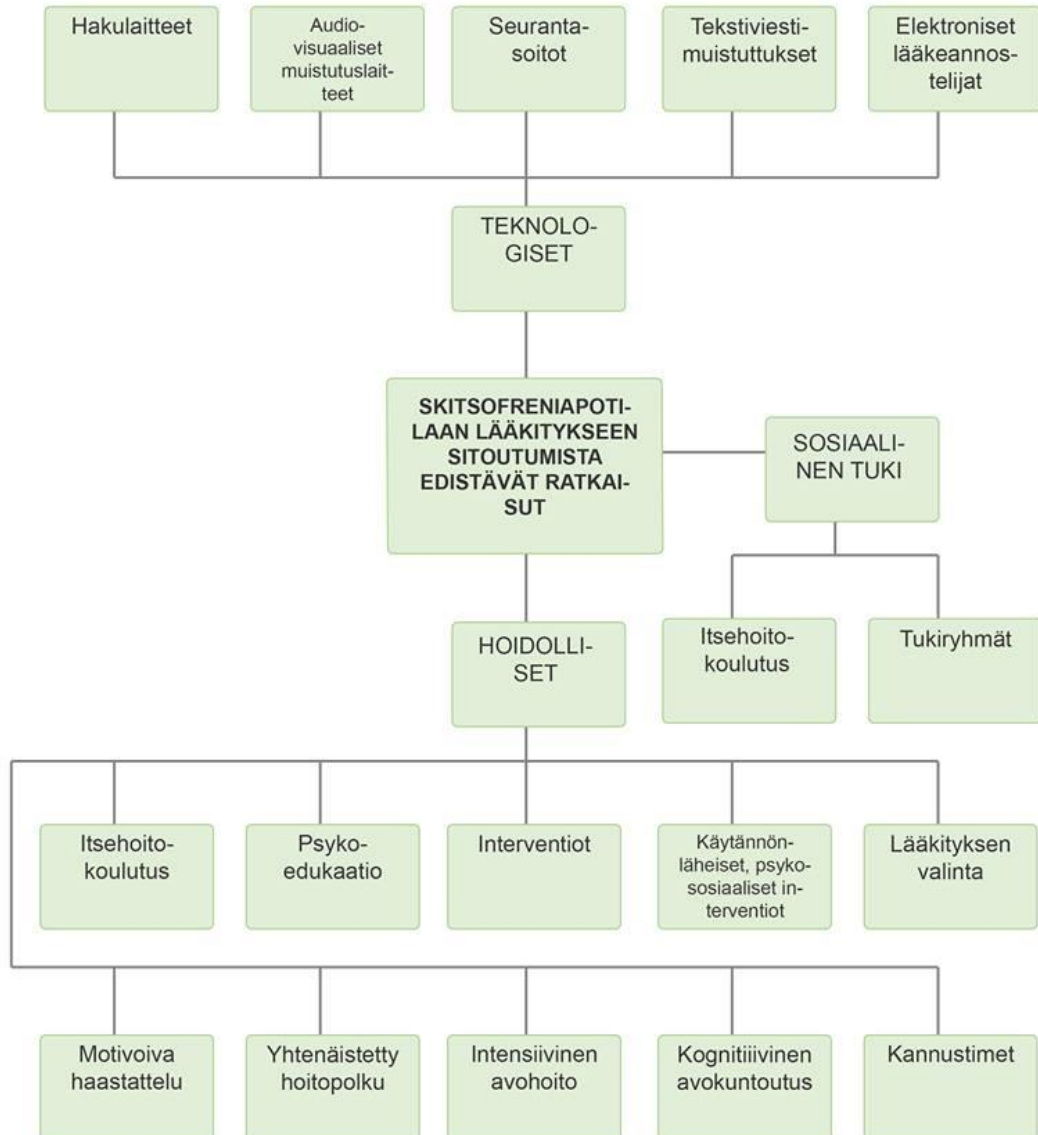 Hakulaitteet
Audio-
visuaaliset
muistutuslait-
teet
Seuranta-
soitot
Tekstiviesti-
muistuttukset
Elektroniset
lääkeannos-
telijat
TEKNOLO-
GISET
SKITSOFRENIAPOTI-
LAAN LÄÄKITYKSEEN
SITOUTUMISTA
EDISTÄVÄT RATKAI-
SUT
SOSIAALI-
NEN TUKI
HOIDOLLI-
SET
Itsehoito-
koulutus
Tukiryhmät
Itsehoito-
koulutus
Psyko-
edukaatio
Interventiot
Käytännön-
läheiset, psyko-
sosiaaliset in-
terventiot
Lääkityksen
valinta
Motivoiva
haastattelu
Yhtenäistetty
hoitopolku
Intensiivinen
avohoito
Kognitiiivinen
avokuntoutus
Kannustimet